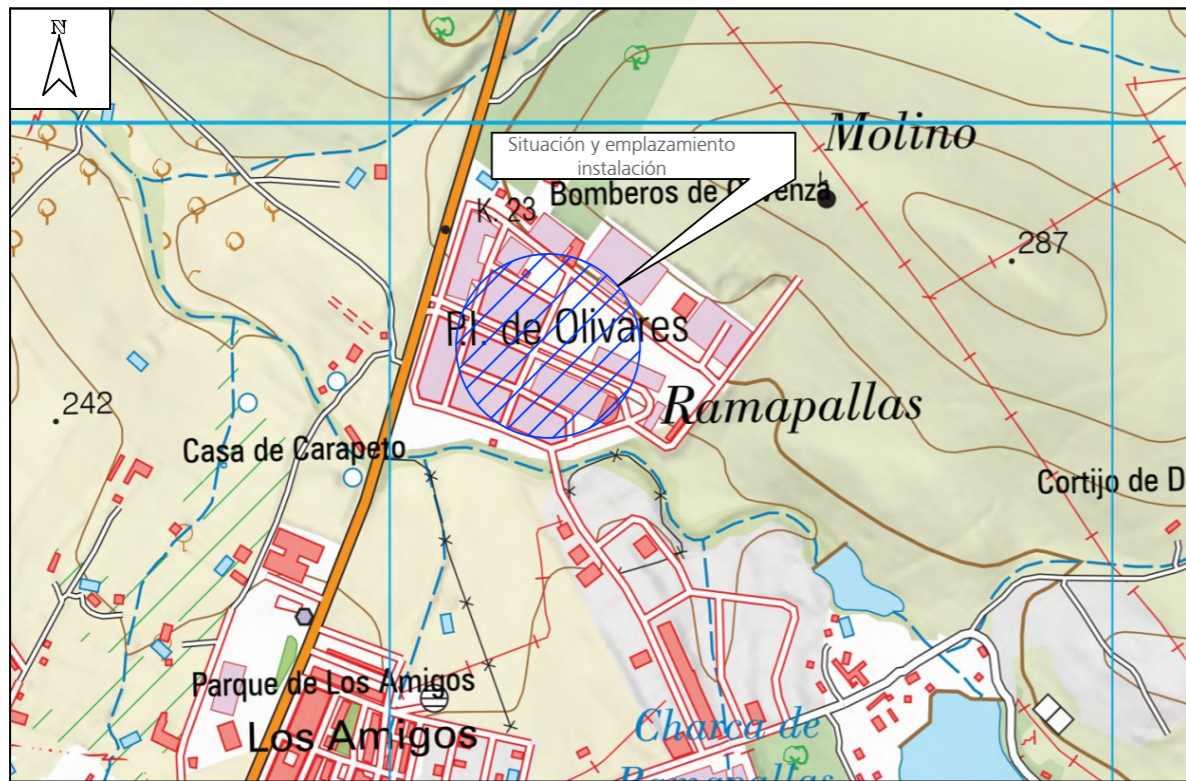 N
Molino
Situación y emplazamiento
instalación
Bomberos de
K. 23
287
P.I. de Olivares
242
Ramapallas
Casa de Carapeto
Cortijo de D
Parque de Los Amigos
Los Amigos
Charca de
Ramapallas